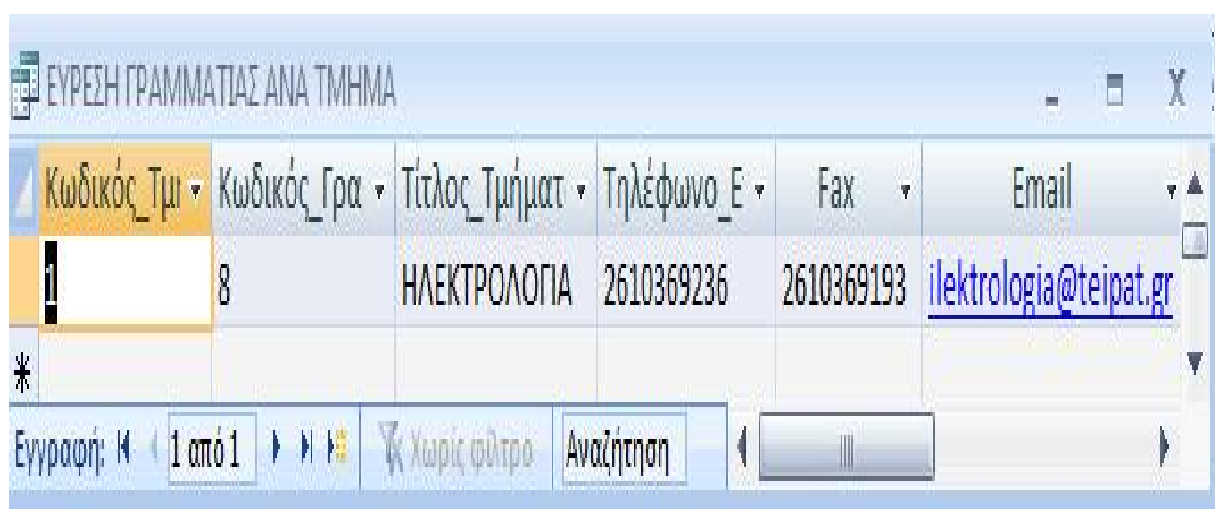 ΕΥΡΕΣΗ ΓΡΑΜΜΑΤΙΑΣ ΑΝΑ ΤΜΗΜΑ
Κωδικός_Τμι Κωδικός_Γρα Τίτλος_Τμήματ Τηλέφωνο_Ε Fax Email
1 8 ΗΛΕΚΤΡΟΛΟΓΙΑ 2610369236 2610369193 ilektrologia@teipat.gr
Εγγραφή: 1 από 1 Χωρίς φίλτρο Αναζήτηση